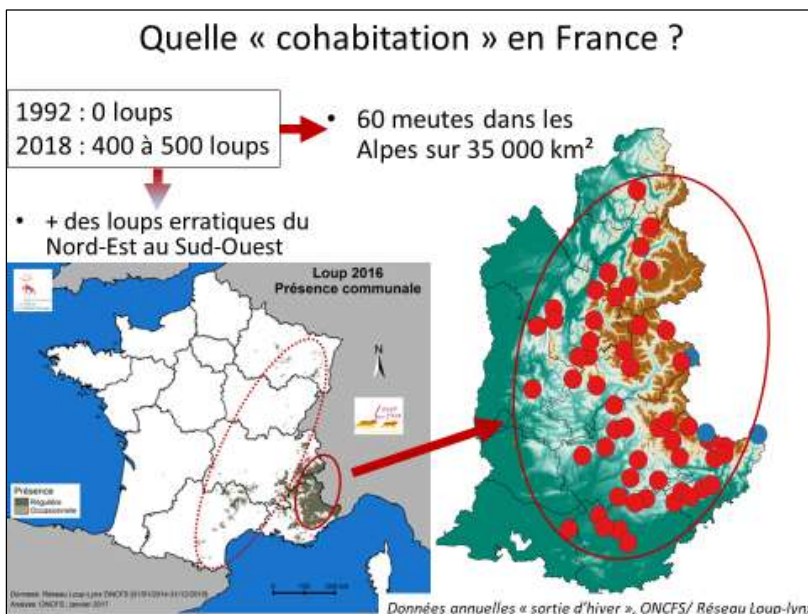 Quelle « cohabitation » en France ?
1992 : 0 loups
2018 : 400 à 500 loups
• 60 meutes dans les
Alpes sur 35 000 km²
• + des loups erratiques du
Nord-Est au Sud-Ouest
Loup 2016
Présence communale
N
Présence
Régulière
Occasionnelle
Données annuelles « sortie d'hiver », ONCFS/ Réseau Loup-lyn